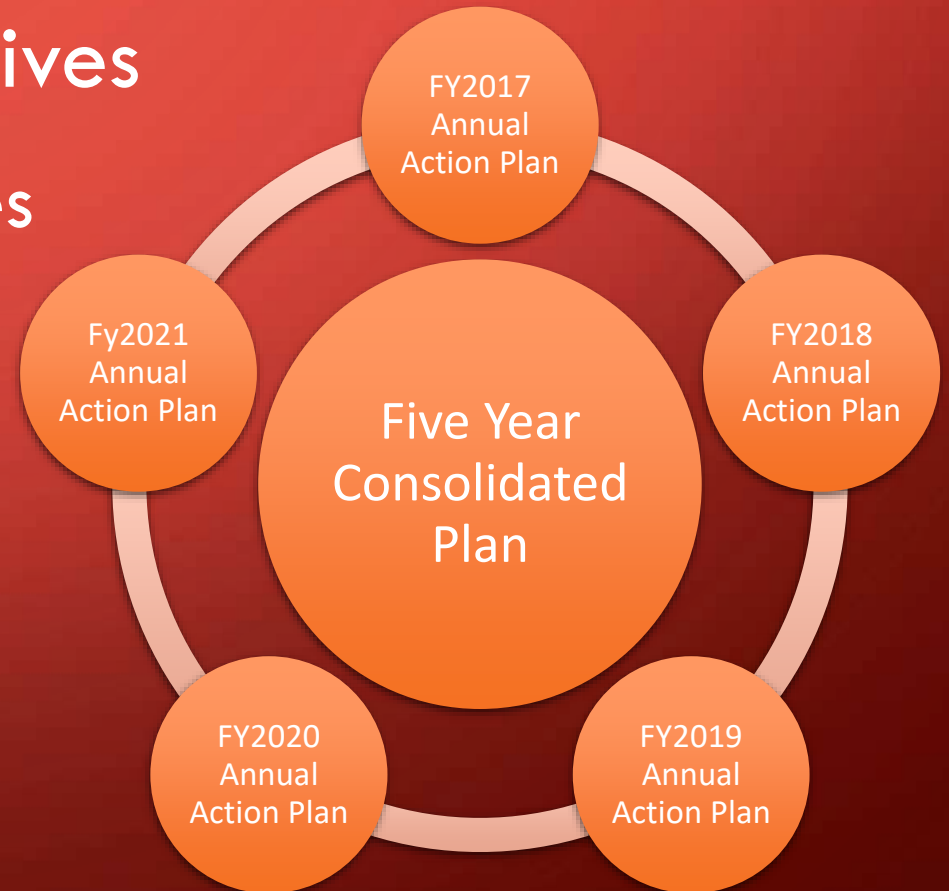 ives
es
FY2017
Annual
Action Plan
FY2018
Annual
Action Plan
FY2019
Annual
Action Plan
FY2020
Annual
Action Plan
Fy2021
Annual
Action Plan
Five Year
Consolidated
Plan